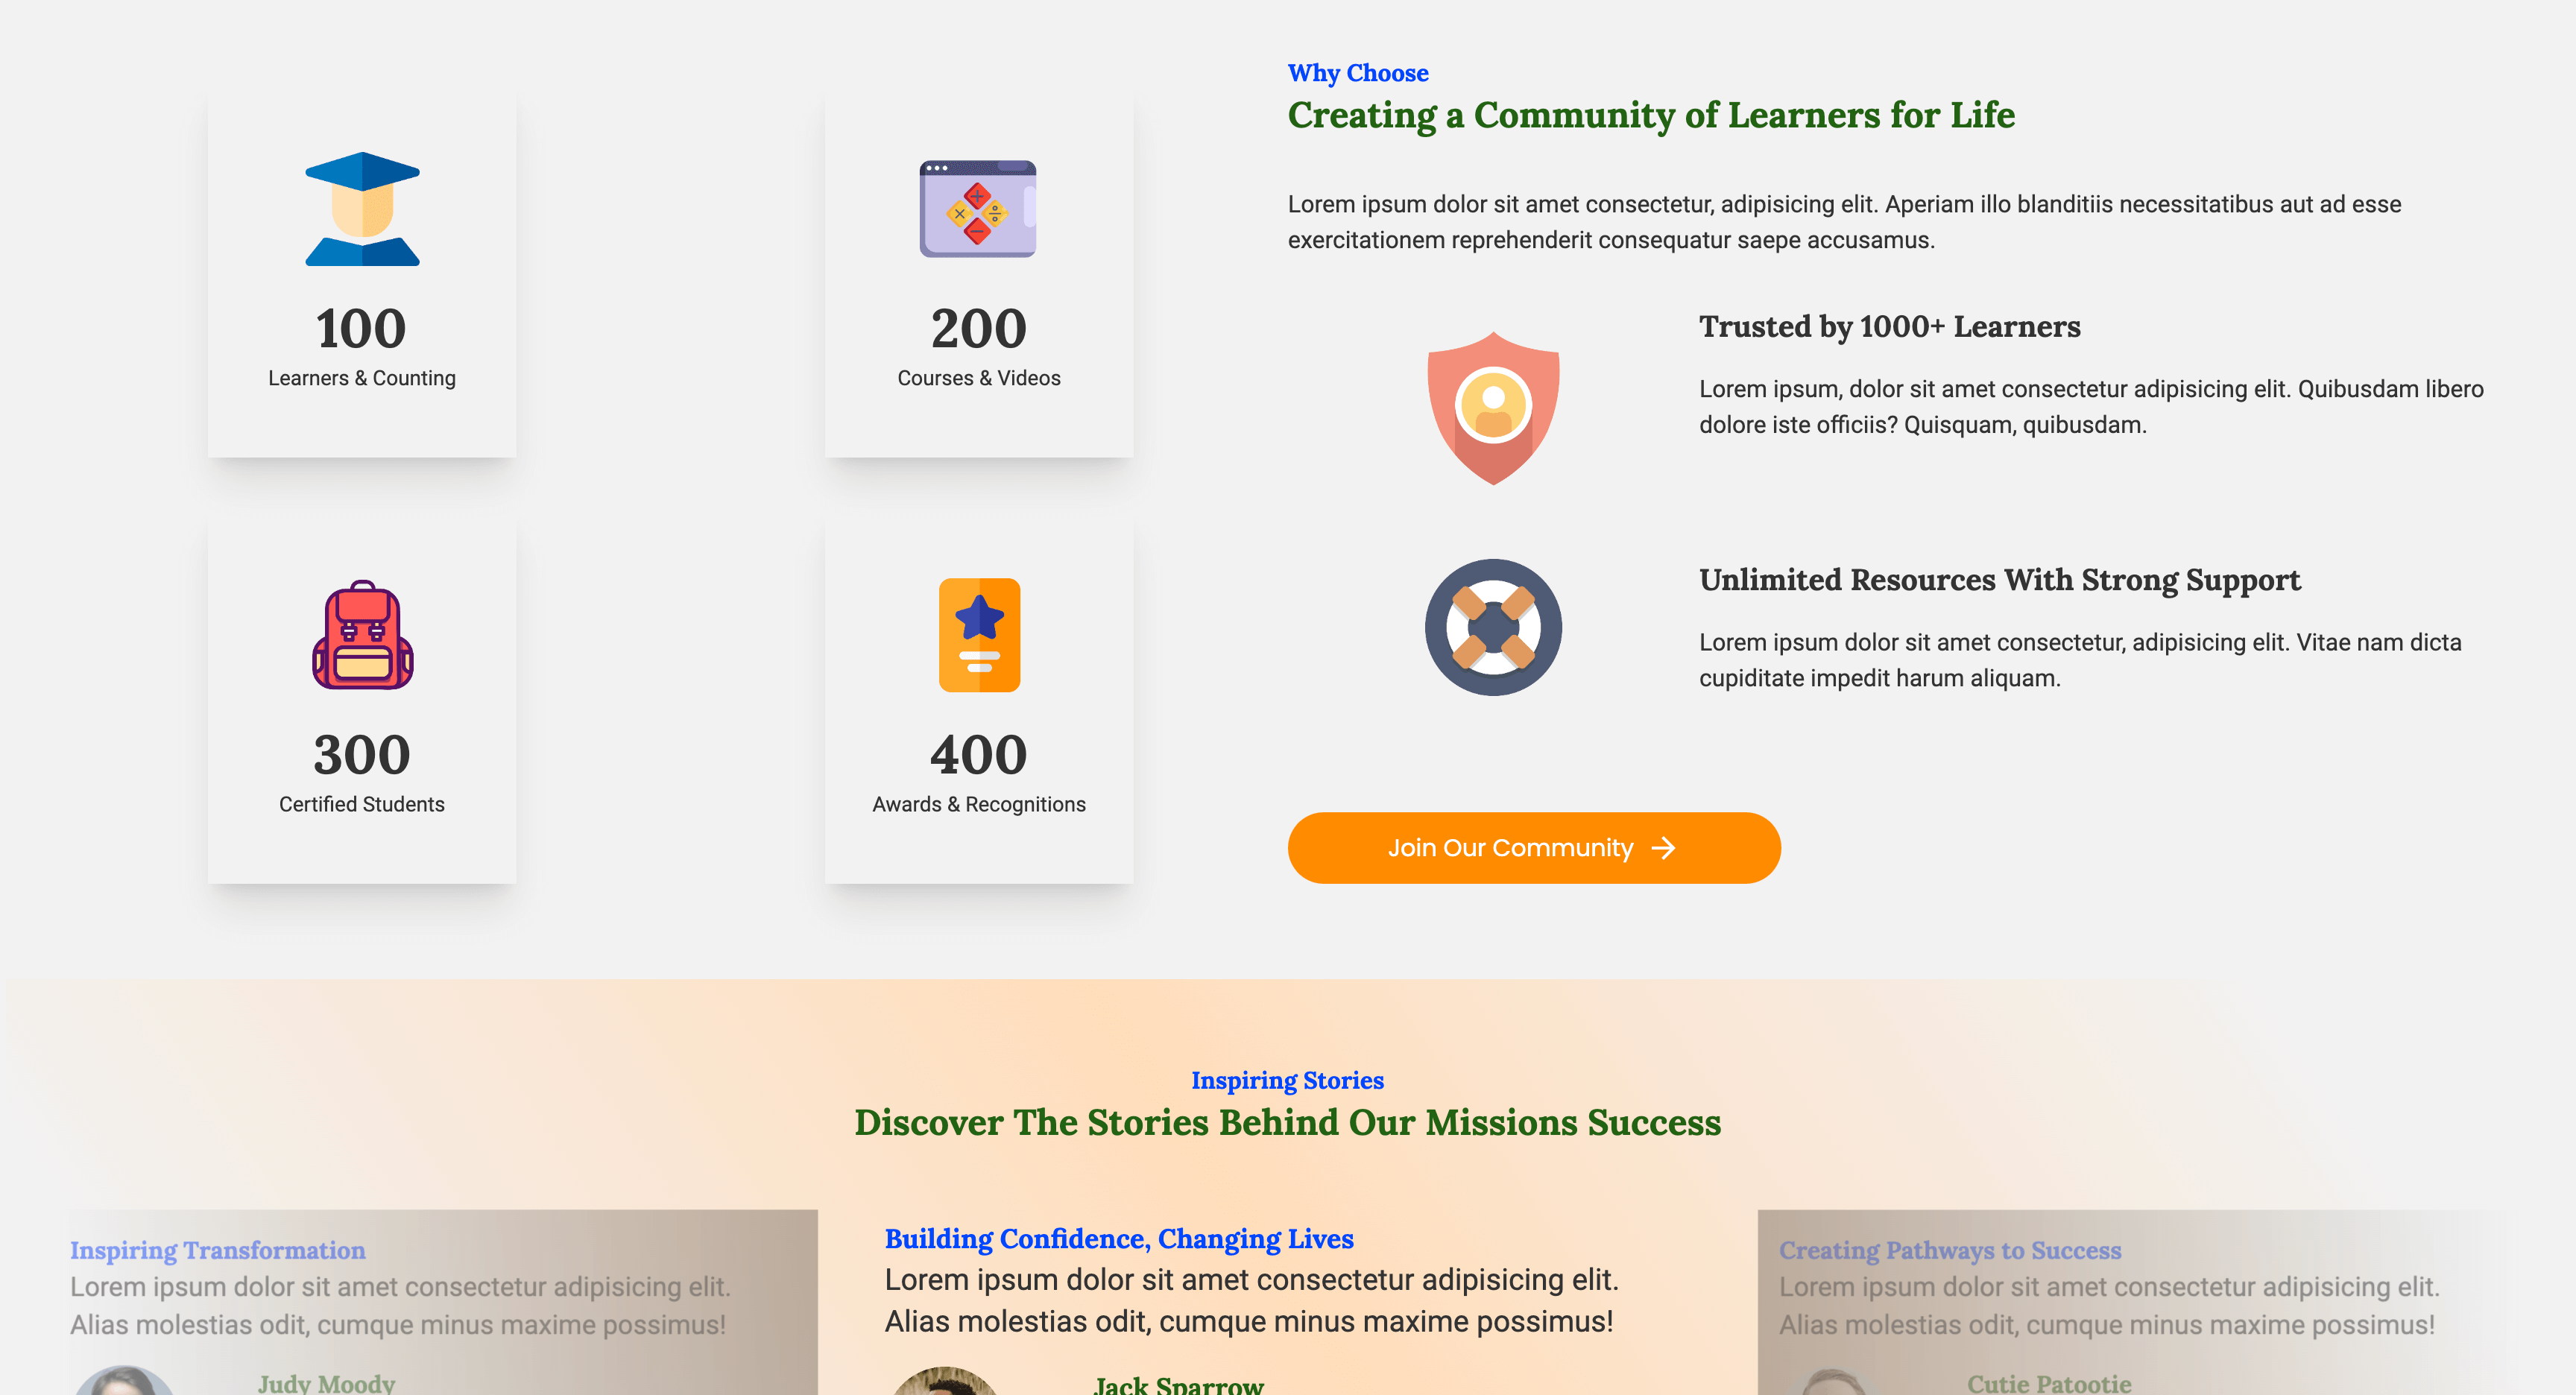 100
Learners & Counting
200
Courses & Videos
300
Certified Students
400
Awards & Recognitions
Why Choose
Creating a Community of Learners for Life
Lorem ipsum dolor sit amet consectetur, adipisicing elit. Aperiam illo blanditiis necessitatibus aut ad esse
exercitationem reprehenderit consequatur saepe accusamus.
Trusted by 1000+ Learners
Lorem ipsum, dolor sit amet consectetur adipisicing elit. Quibusdam libero
dolore iste officiis? Quisquam, quibusdam.
Unlimited Resources With Strong Support
Lorem ipsum dolor sit amet consectetur, adipisicing elit. Vitae nam dicta
cupiditate impedit harum aliquam.
Join Our Community
Inspiring Stories
Discover The Stories Behind Our Missions Success
Inspiring Transformation
Lorem ipsum dolor sit amet consectetur adipisicing elit.
Alias molestias odit, cumque minus maxime possimus!
Judy Moody
Building Confidence, Changing Lives
Lorem ipsum dolor sit amet consectetur adipisicing elit.
Alias molestias odit, cumque minus maxime possimus!
Jack Sparrow
Creating Pathways to Success
Lorem ipsum dolor sit amet consectetur adipisicing elit.
Alias molestias odit, cumque minus maxime possimus!
Cutie Patootie